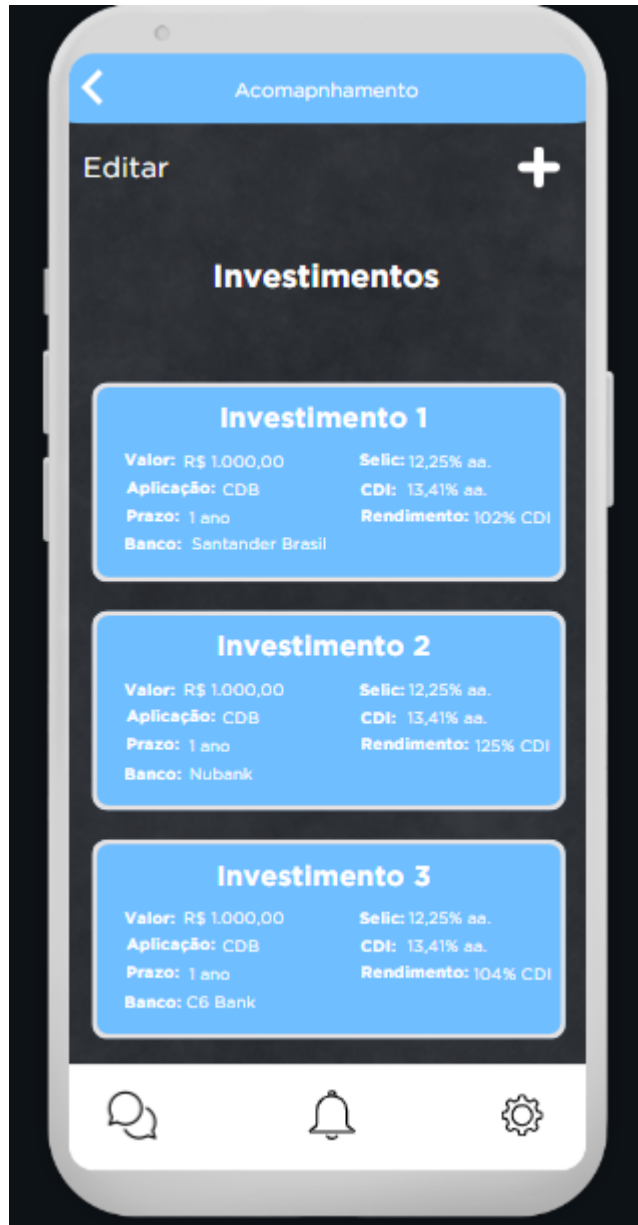 Acomapnhamento
Editar
Investimentos
Investimento 1
Valor: R$ 1.000,00 Selic: 12,25% aa.
Aplicação: CDB CDI: 13,41% aa.
Prazo: 1 ano Rendimento: 102% CDI
Banco: Santander Brasil
Investimento 2
Valor: R$ 1.000,00 Selic: 12,25% aa.
Aplicação: CDB CDI: 13,41% aa.
Prazo: 1 ano Rendimento: 125% CDI
Banco: Nubank
Investimento 3
Valor: R$ 1.000,00 Selic: 12,25% aa.
Aplicação: CDB CDI: 13,41% aa.
Prazo: 1 ano Rendimento: 104% CDI
Banco: C6 Bank